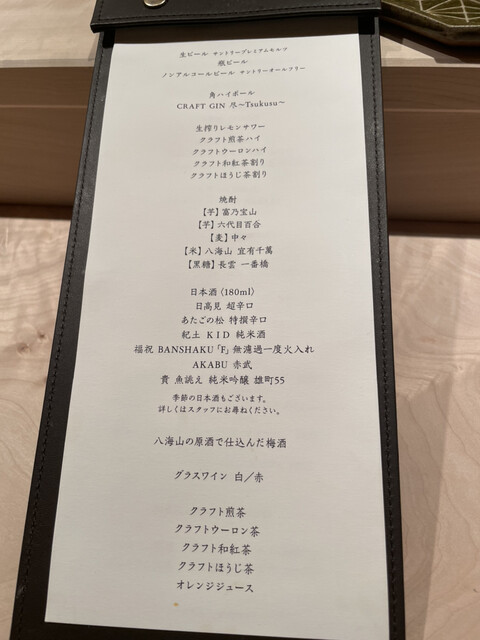 生ビール サントリープレミアムモルツ
瓶ビール
ノンアルコールビール サントリーオールフリー
角ハイボール
CRAFT GIN 尽〜Tsukusu〜
生搾りレモンサワー
クラフト煎茶ハイ
クラフトウーロンハイ
クラフト和紅茶割り
クラフトほうじ茶割り
焼酎
【芋】富乃宝山
【芋】六代目百合
【麦】中々
【米】八海山 宜有千萬
【黒糖】長雲 一番橋
日本酒〈180ml〉
日高見 超辛口
あたごの松 特撰辛口
紀土 KID 純米酒
福祝 BANSHAKU「F」無濾過一度火入れ
AKABU 赤武
貴 魚誂え 純米吟醸 雄町55
季節の日本酒もございます。
詳しくはスタッフにお尋ねください。
八海山の原酒で仕込んだ梅酒
グラスワイン 白／赤
クラフト煎茶
クラフトウーロン茶
クラフト和紅茶
クラフトほうじ茶
オレンジジュース